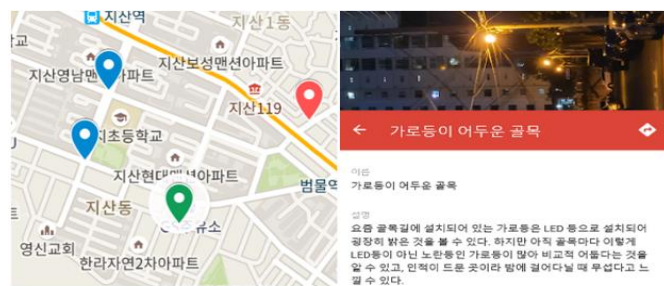 지산역
지산1동
교
지산영남맨
아파트
지산보성맨션아파트
지산119
초등학교
지산현대맨션아파트
범물역
지산동
유소
영신교회
한라자연2차아파트
가로등이 어두운 골목
이름
가로등이 어두운 골목
설명
요즘 골목길에 설치되어 있는 가로등은 LED 등으로 설치되어
굉장히 밝은 것을 볼 수 있다. 하지만 아직 골목마다 이렇게
LED등이 아닌 노란등인 가로등이 많아 비교적 어둡다는 것을
알 수 있고, 인적이 드문 곳이라 밤에 걸어다닐 때 무섭다고 느
낄 수 있다.